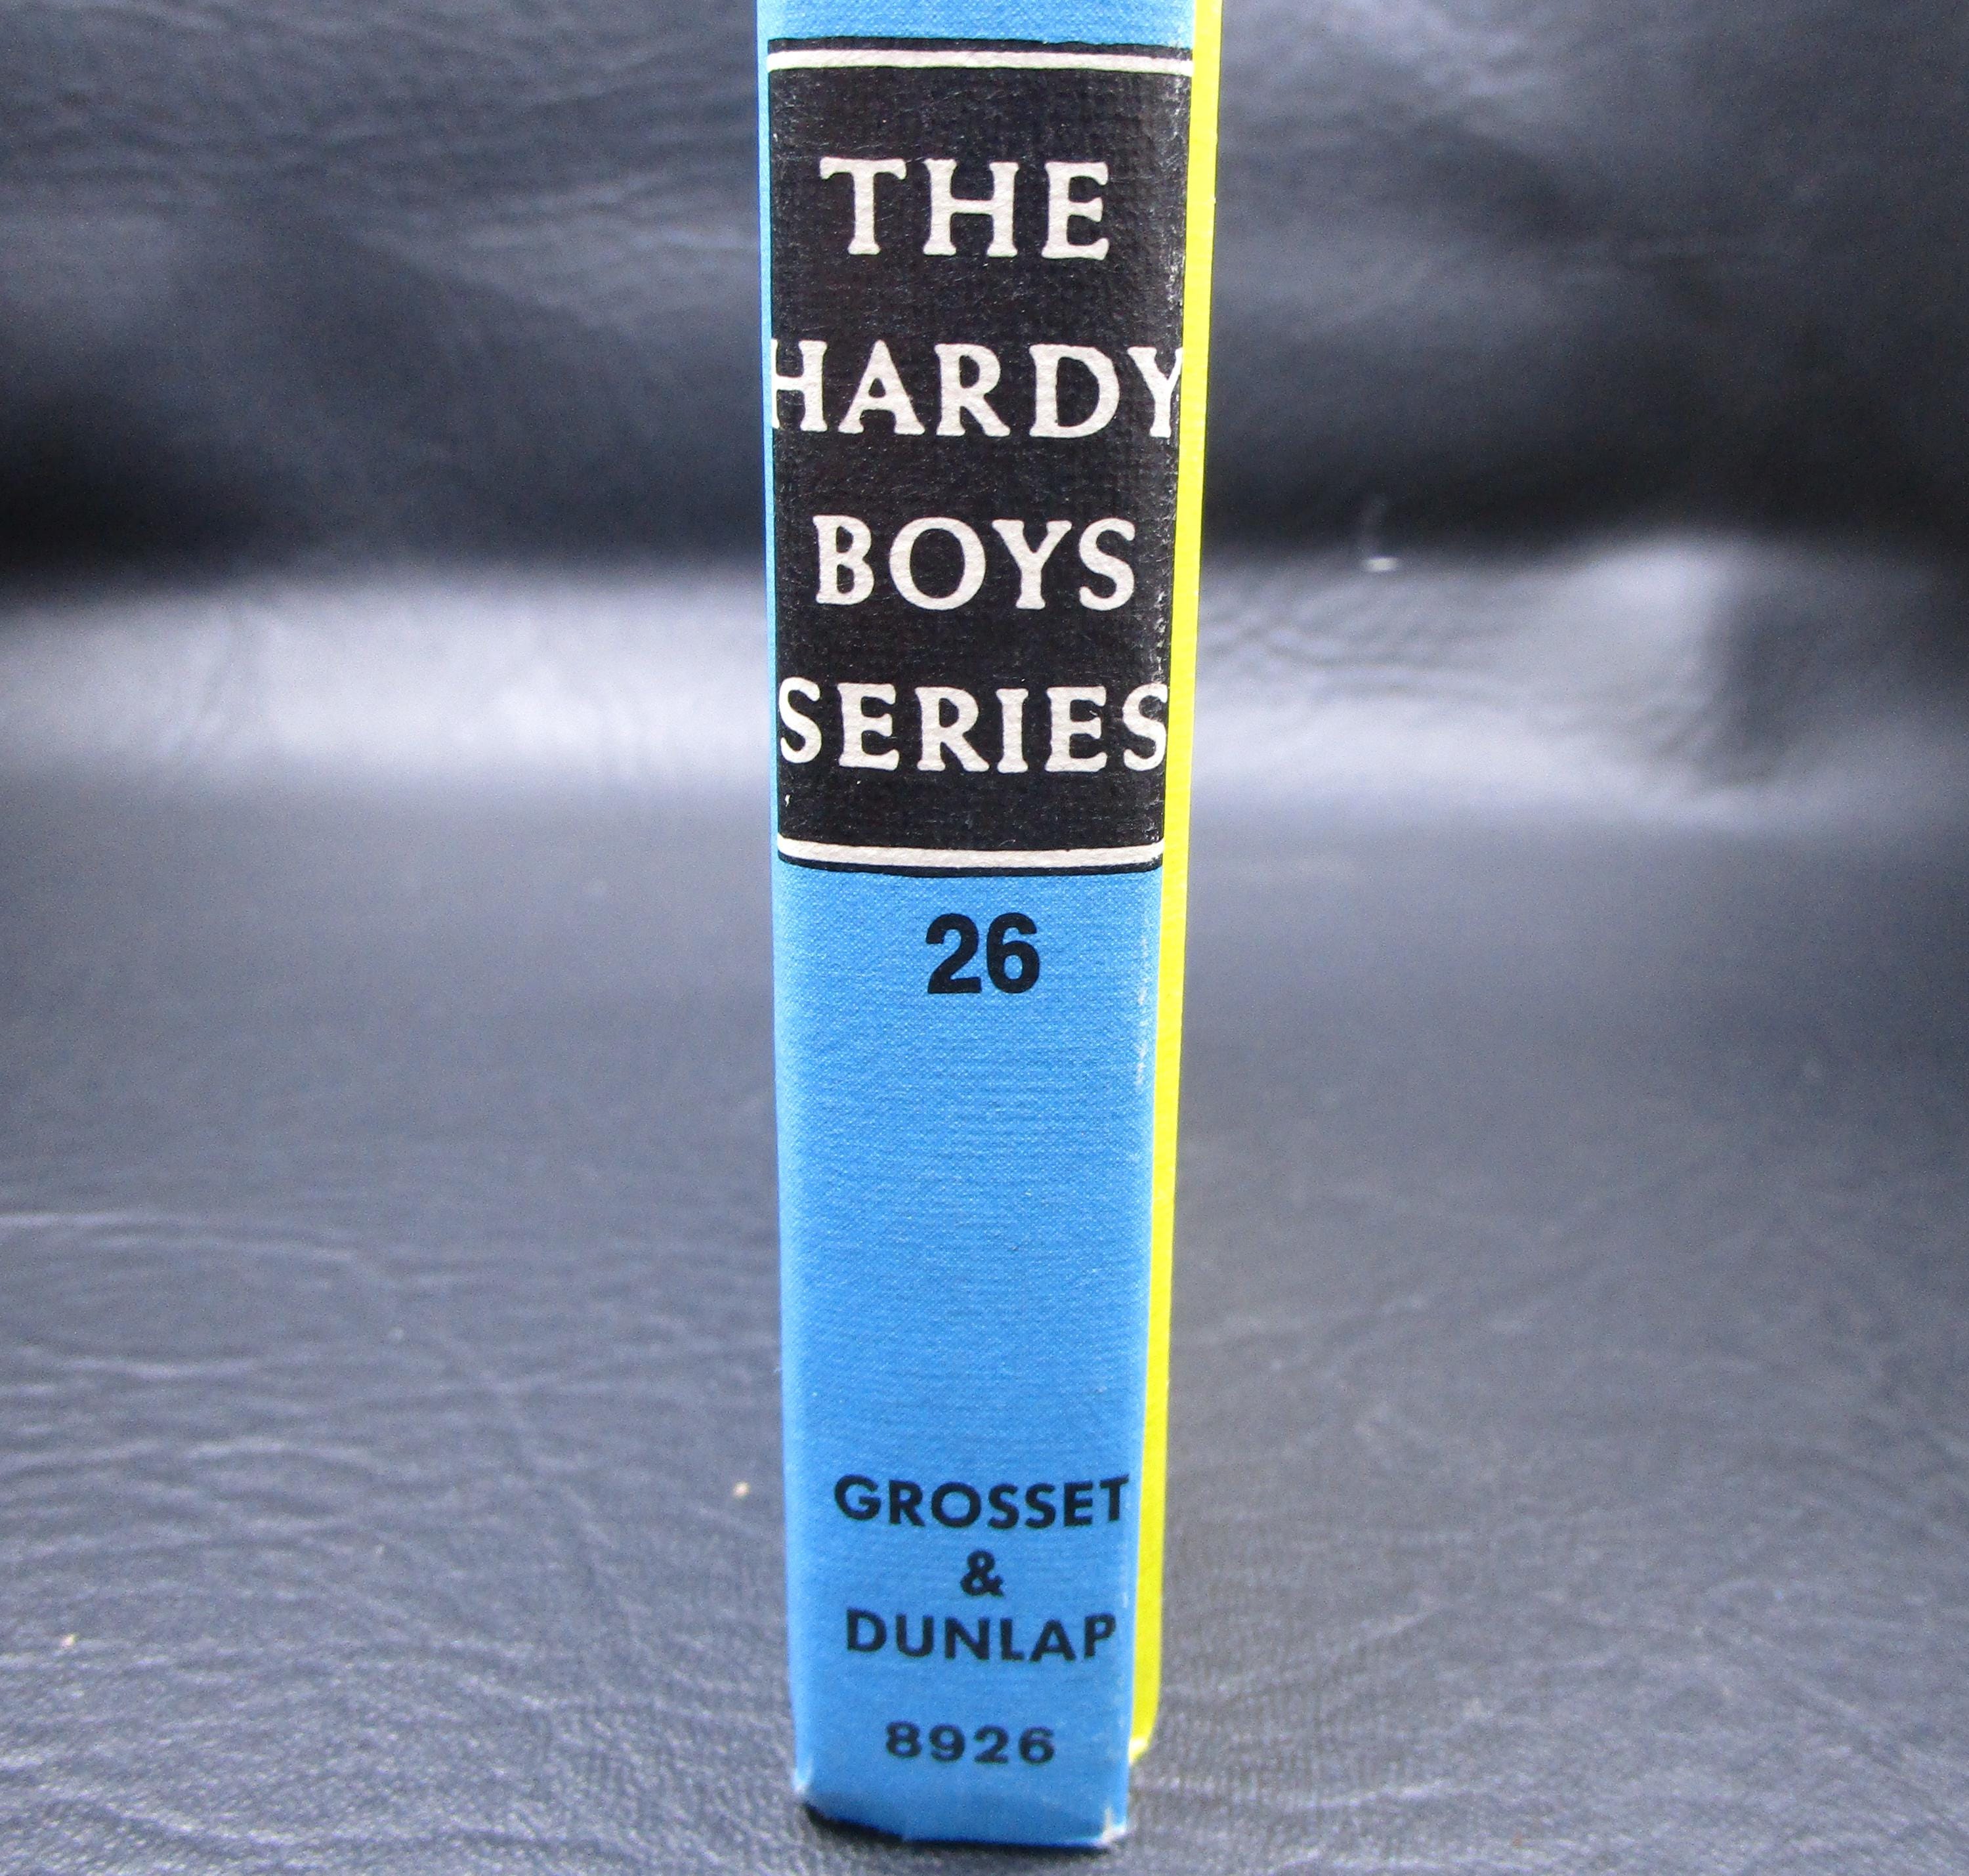 THE
HARDY
BOYS
SERIES
26
GROSSET
&
DUNLAP
8926